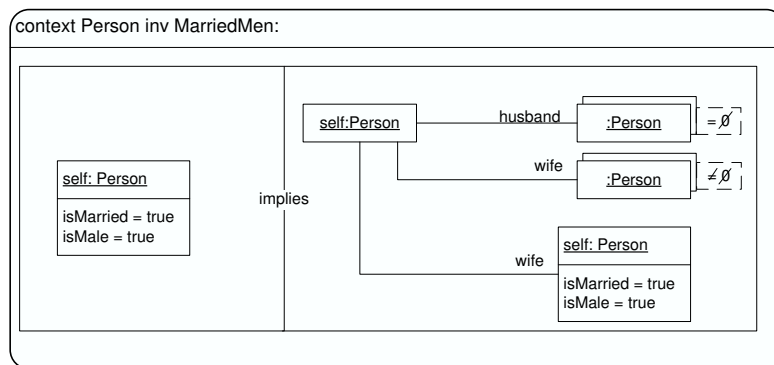 context Person inv MarriedMen:
self: Person
isMarried = true
isMale = true
implies
self:Person
husband
:Person
=∅
wife
:Person
≠∅
wife
self: Person
isMarried = true
isMale = true